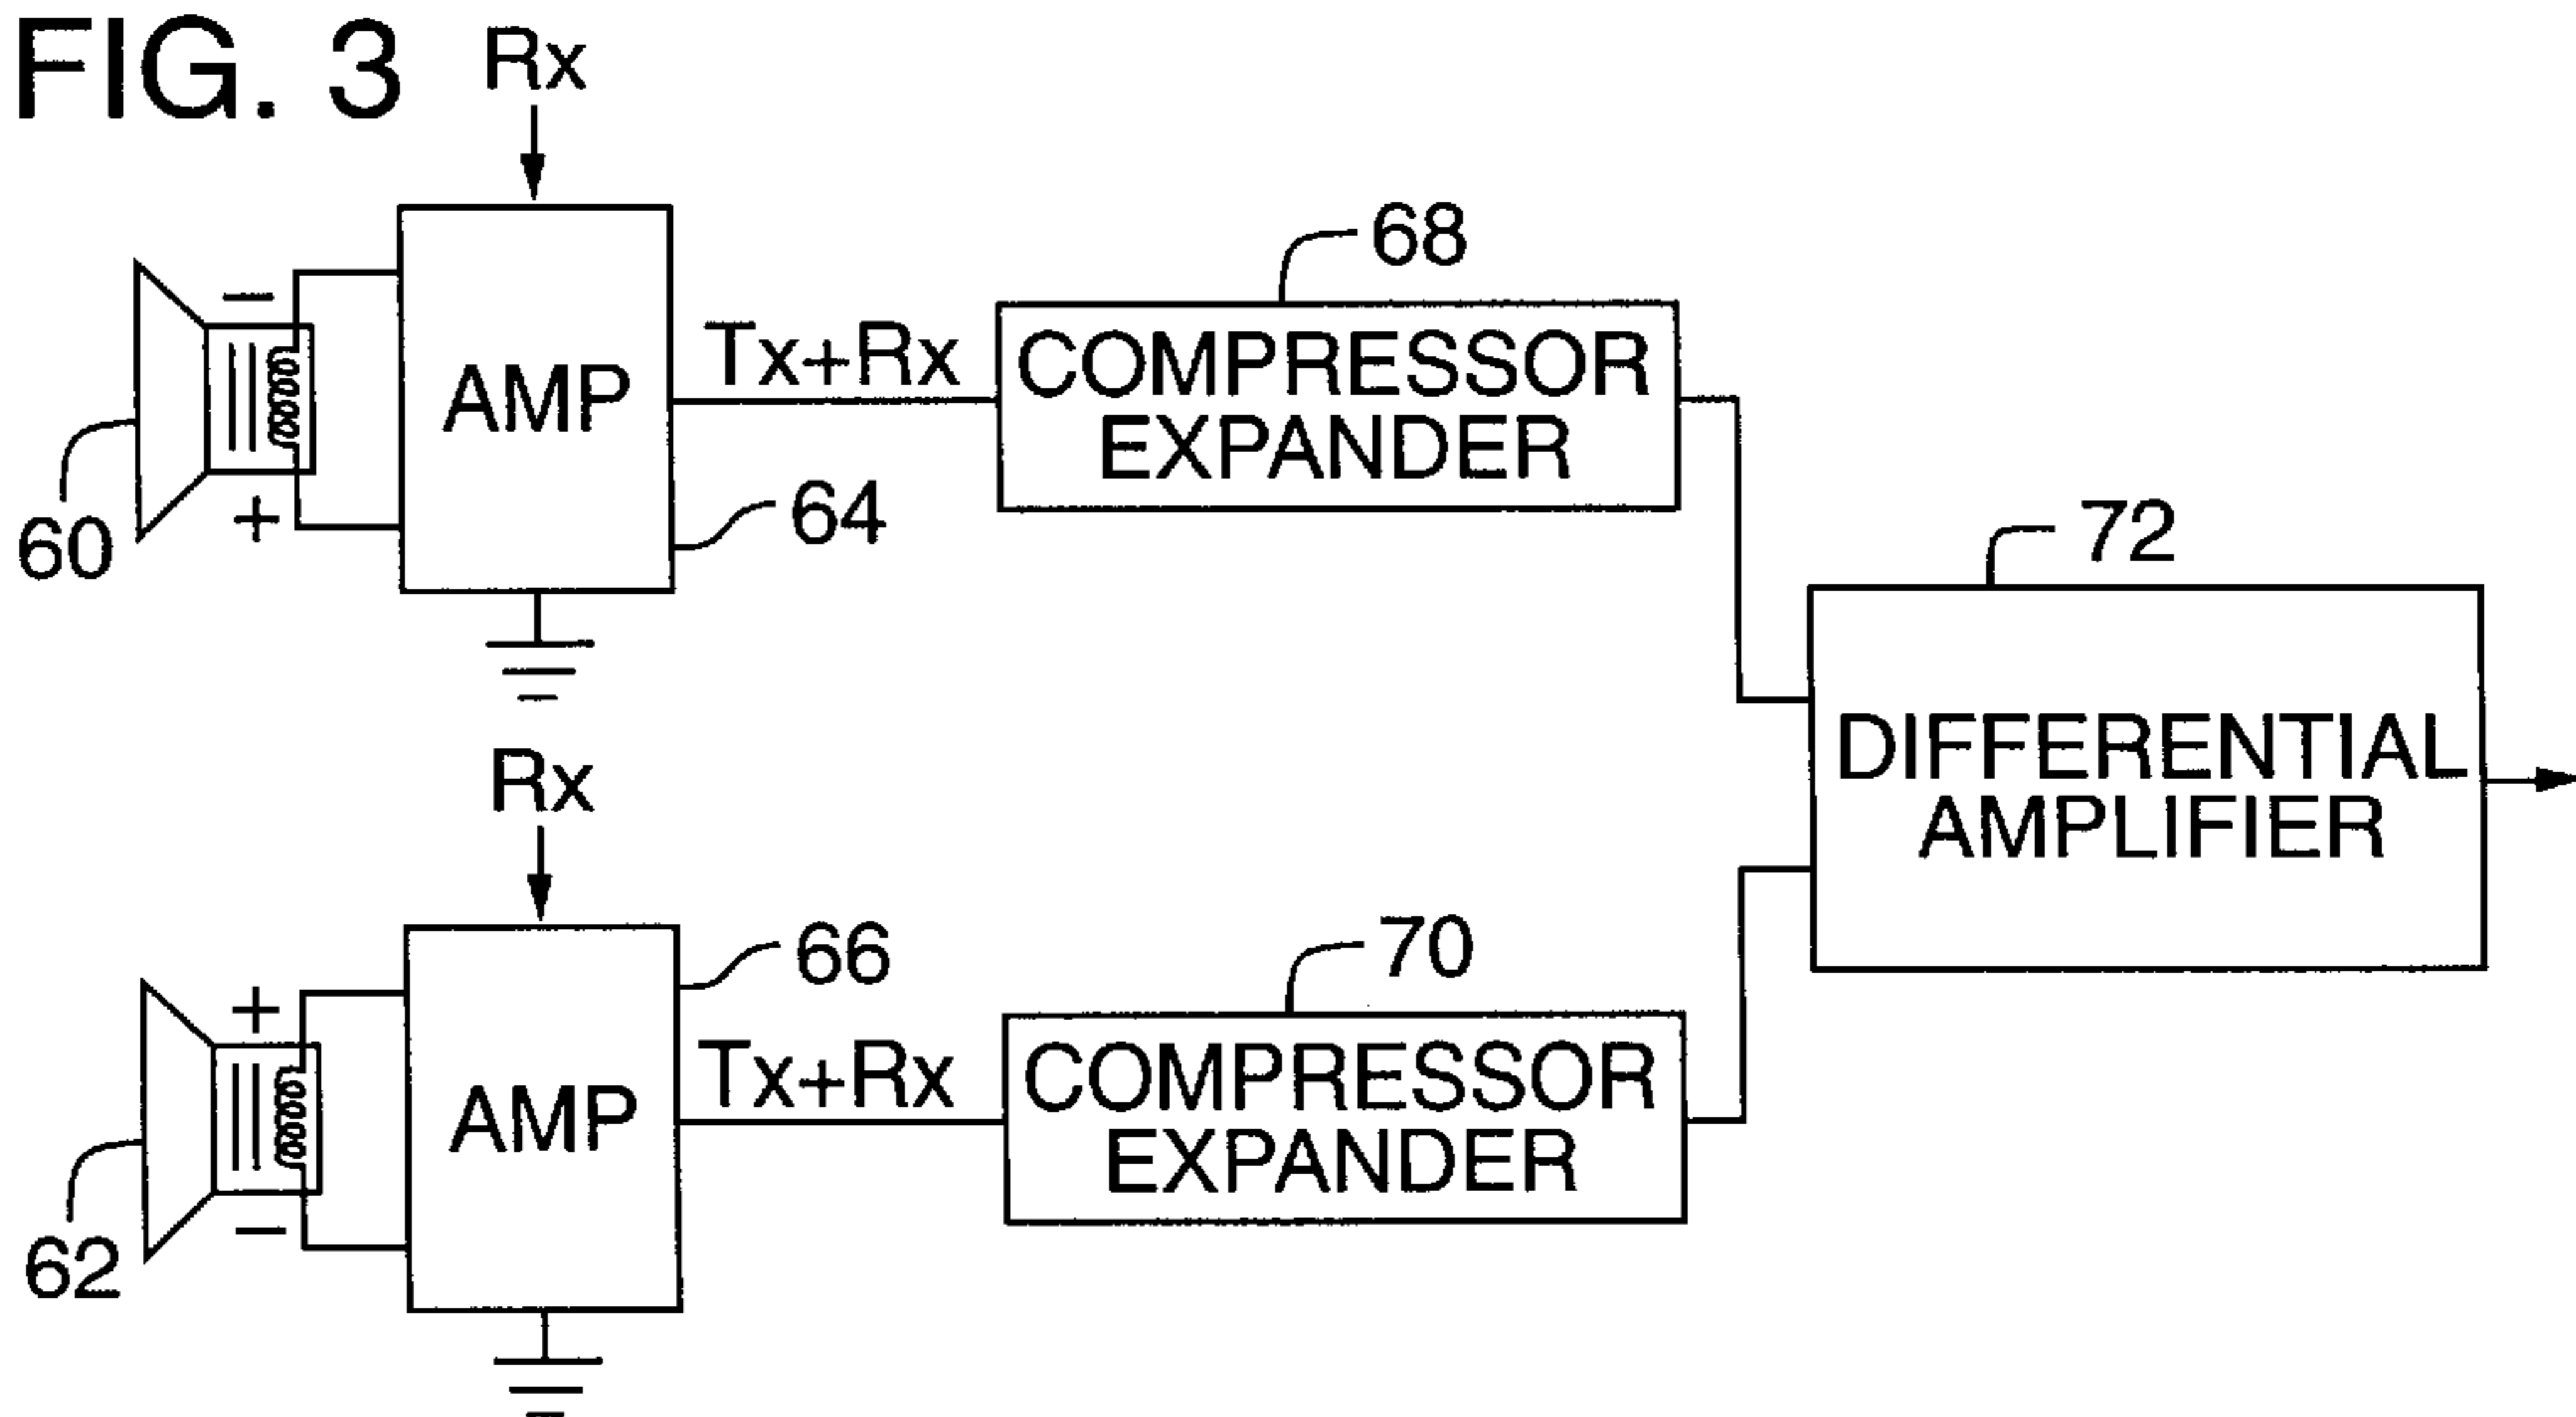 FIG. 3
Rx
68
−
Tx+Rx
COMPRESSOR
EXPANDER
AMP
64
+
60
72
Rx
DIFFERENTIAL
AMPLIFIER
66
70
+
Tx+Rx
COMPRESSOR
EXPANDER
AMP
−
62